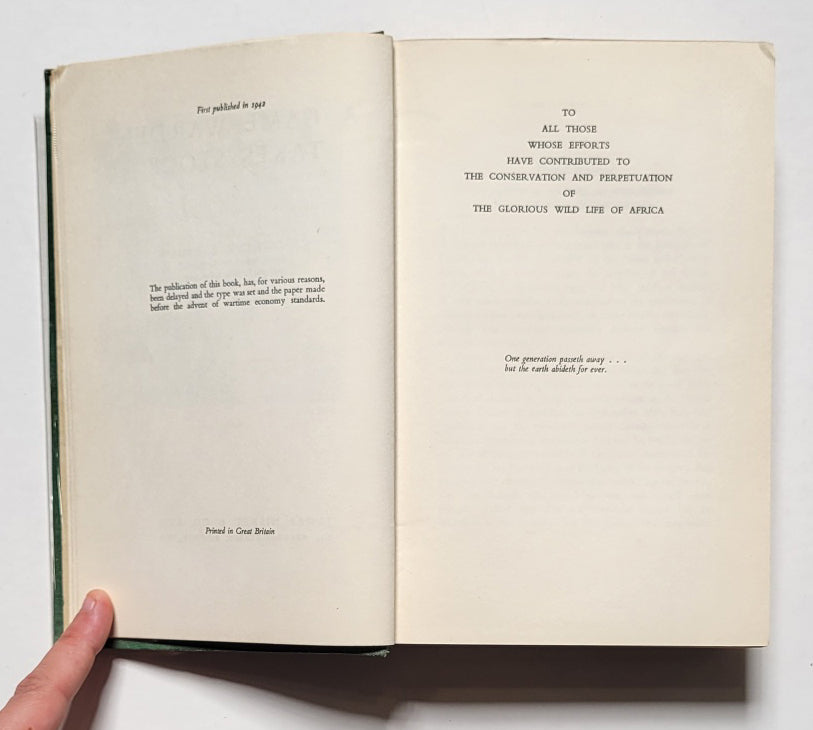 First published in 1942
The publication of this book, has, for various reasons,
been delayed and the type was set and the paper made
before the advent of wartime economy standards.
Printed in Great Britain
TO
ALL THOSE
WHOSE EFFORTS
HAVE CONTRIBUTED TO
THE CONSERVATION AND PERPETUATION
OF
THE GLORIOUS WILD LIFE OF AFRICA
One generation passeth away . . .
but the earth abideth for ever.